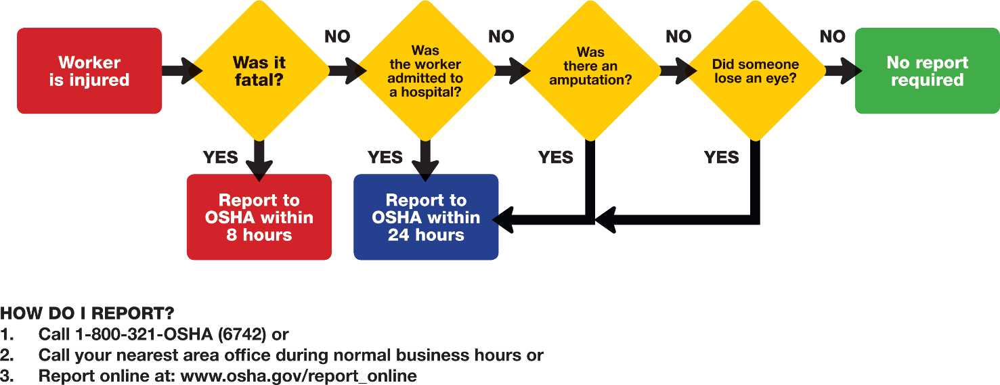 Worker
is injured
Was it
fatal?
NO
Was
the worker
admitted to
a hospital?
NO
Was
there an
amputation?
NO
Did someone
lose an eye?
NO
No report
required
YES
YES
YES
YES
Report to
OSHA within
8 hours
Report to
OSHA within
24 hours
HOW DO I REPORT?
1. Call 1-800-321-OSHA (6742) or
2. Call your nearest area office during normal business hours or
3. Report online at: www.osha.gov/report_online